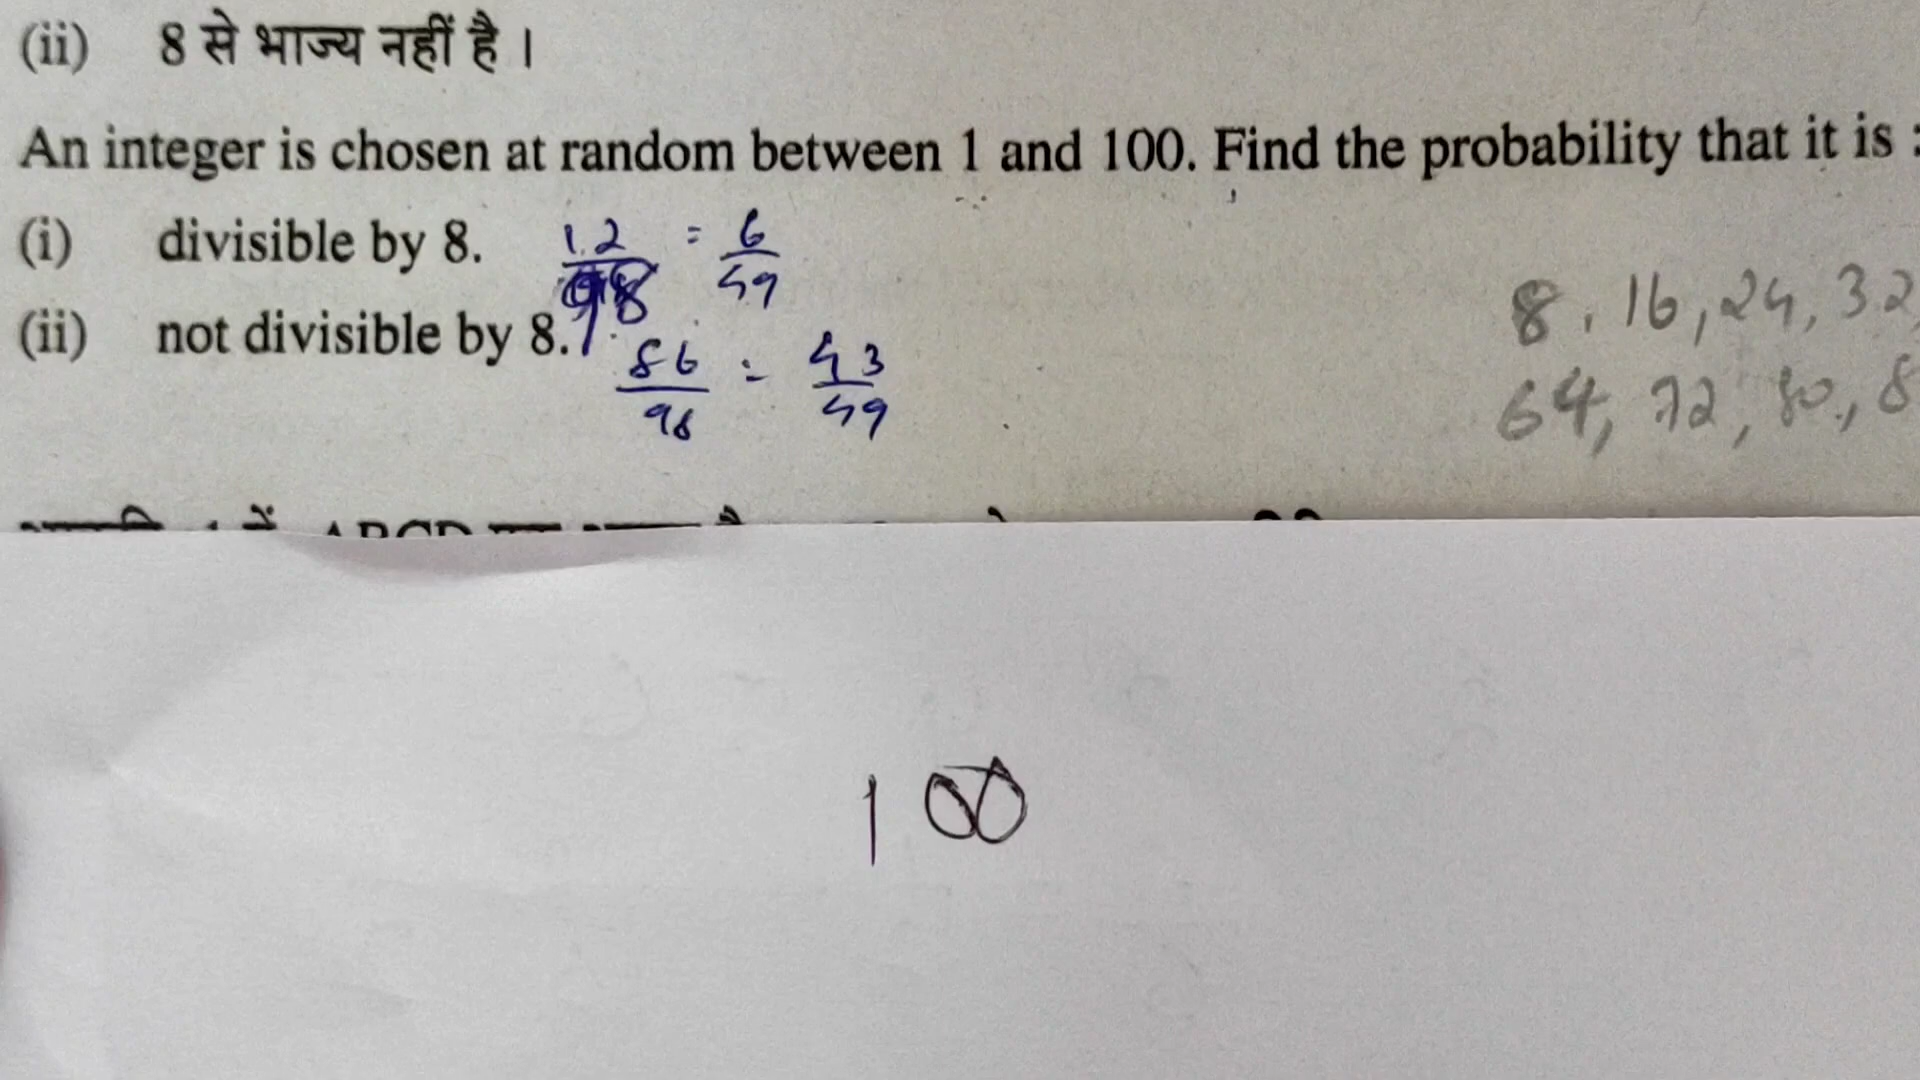 (ii) 8 से भाज्य नहीं है ।
An integer is chosen at random between 1 and 100. Find the probability that it is :
(i) divisible by 8. 12/98 = 6/49
(ii) not divisible by 8. 86/98 = 43/49
8, 16, 24, 32,
64, 72, 80, 8
ABCD
100